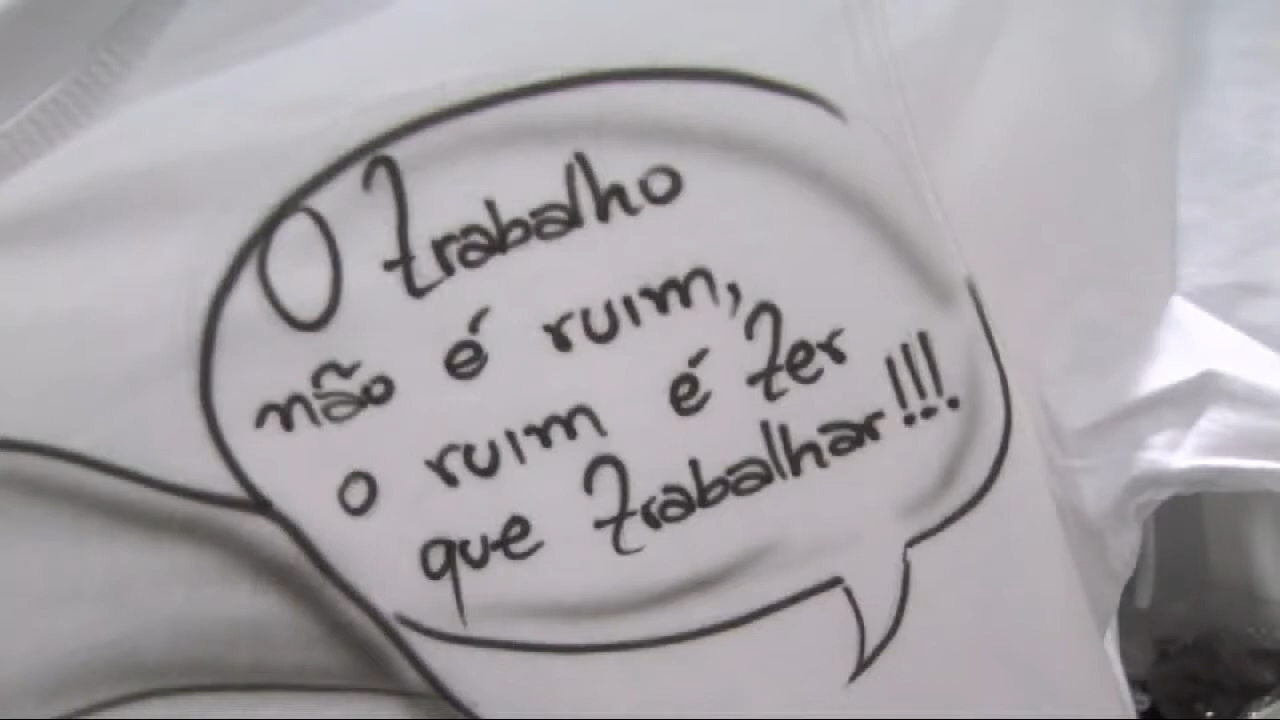 O Trabalho
não é ruim,
o ruim é Ter
que Trabalhar!!!